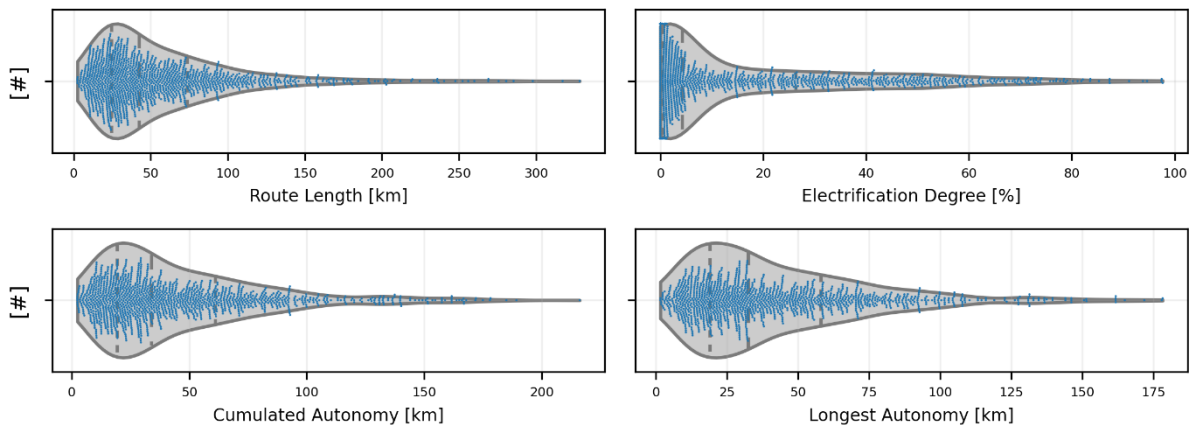 [#]
0 50 100 150 200 250 300
Route Length [km]
0 20 40 60 80 100
Electrification Degree [%]
[#]
0 50 100 150 200
Cumulated Autonomy [km]
0 25 50 75 100 125 150 175
Longest Autonomy [km]